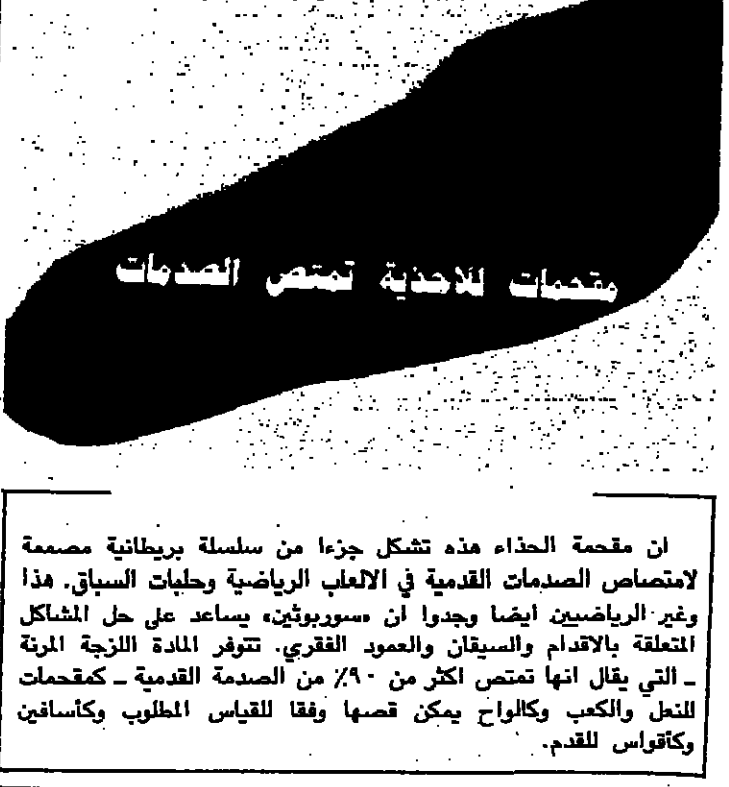 مقحمات للاحذية تمتص الصدمات
ان مقحمة الحذاء هذه تشكل جزءا من سلسلة بريطانية مصممة
لامتصاص الصدمات القدمية في الالعاب الرياضية وحلبات السباق. هذا
وغير الرياضيين ايضا وجدوا ان «سوربوثين» يساعد على حل المشاكل
المتعلقة بالاقدام والسيقان والعمود الفقري. تتوفر المادة اللزجة المرنة
ـ التي يقال انها تمتص اكثر من ٩٠٪ من الصدمة القدمية ـ كمقحمات
للنعل والكعب وكالواح يمكن قصها وفقا للقياس المطلوب وكأسافين
وكأقواس للقدم.